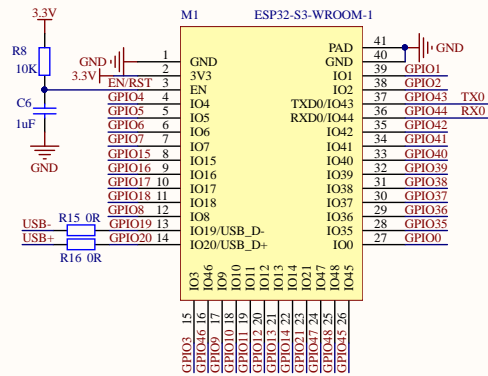 3.3V
M1 ESP32-S3-WROOM-1
R8
10K
C6
1uF
GND
GND 1 GND
3.3V 2 3V3
EN/RST 3 EN
GPIO4 4 IO4
GPIO5 5 IO5
GPIO6 6 IO6
GPIO7 7 IO7
GPIO15 8 IO15
GPIO16 9 IO16
GPIO17 10 IO17
GPIO18 11 IO18
GPIO8 12 IO8
USB- R15 0R GPIO19 13 IO19/USB_D-
USB+ R16 0R GPIO20 14 IO20/USB_D+
PAD 41 GND
GND 40
IO1 39 GPIO1
IO2 38 GPIO2
TXD0/IO43 37 GPIO43 TX0
RXD0/IO44 36 GPIO44 RX0
IO42 35 GPIO42
IO41 34 GPIO41
IO40 33 GPIO40
IO39 32 GPIO39
IO38 31 GPIO38
IO37 30 GPIO37
IO36 29 GPIO36
IO35 28 GPIO35
IO0 27 GPIO0
IO3 15 GPIO3
IO46 16 GPIO46
IO9 17 GPIO9
IO10 18 GPIO10
IO11 19 GPIO11
IO12 20 GPIO12
IO13 21 GPIO13
IO14 22 GPIO14
IO21 23 GPIO21
IO47 24 GPIO47
IO48 25 GPIO48
IO45 26 GPIO45